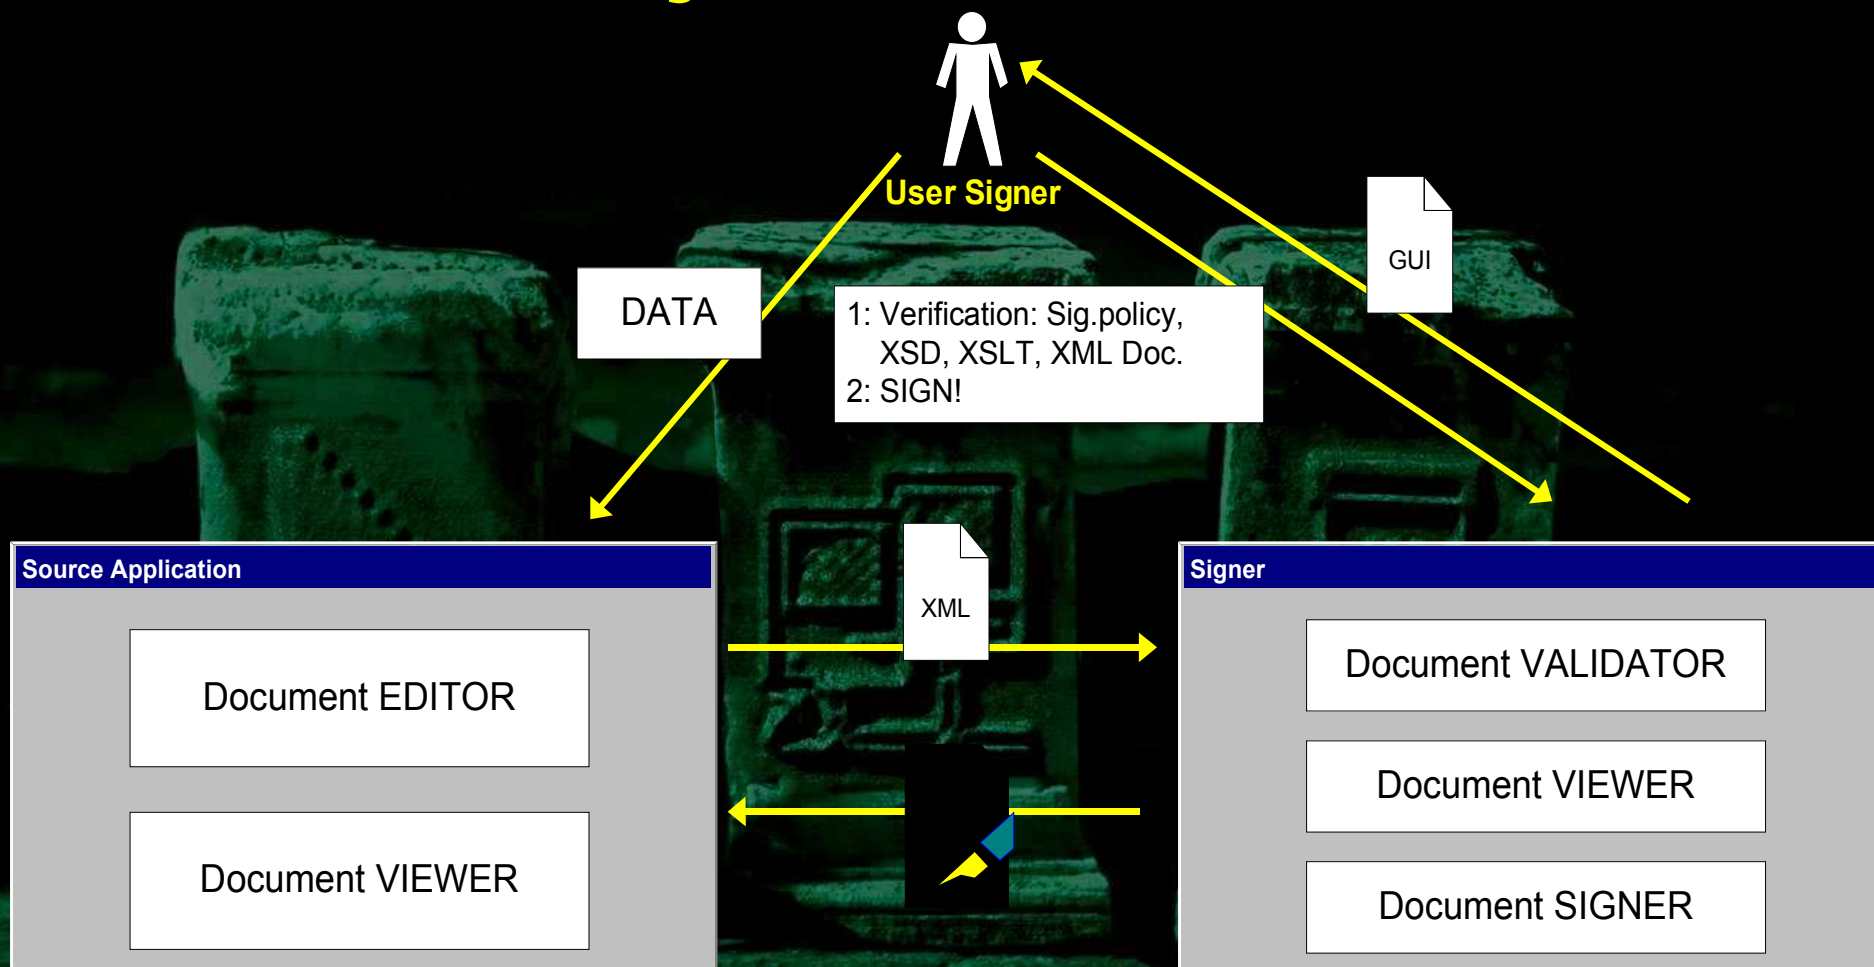 User Signer
GUI
DATA
1: Verification: Sig.policy,
XSD, XSLT, XML Doc.
2: SIGN!
Source Application
Document EDITOR
Document VIEWER
XML
Signer
Document VALIDATOR
Document VIEWER
Document SIGNER